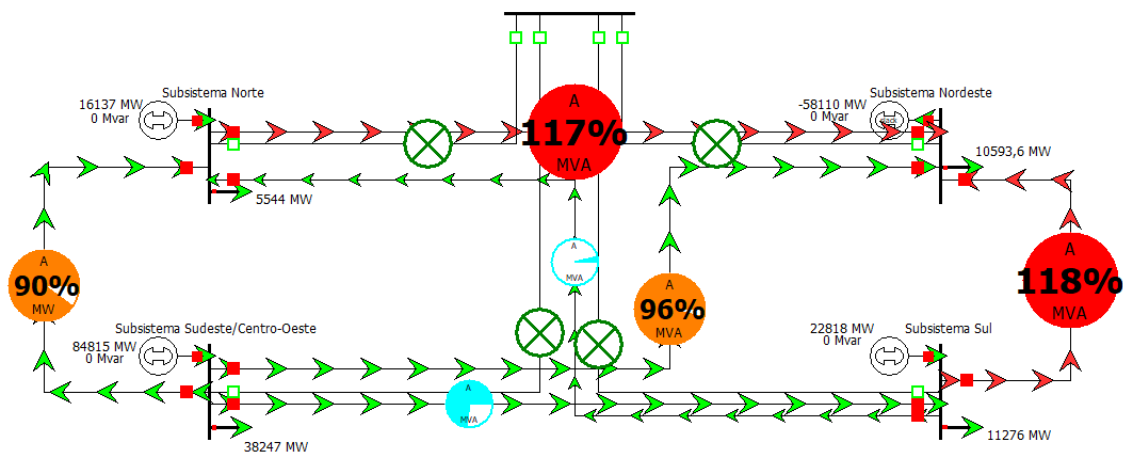 Subsistema Norte
16137 MW
0 Mvar
5544 MW
A
117%
MVA
Subsistema Nordeste
-58110 MW
0 Mvar
slack
10593,6 MW
A
90%
MW
A
MVA
A
96%
MVA
A
118%
MVA
Subsistema Sudeste/Centro-Oeste
84815 MW
0 Mvar
38247 MW
A
MVA
22818 MW
0 Mvar
Subsistema Sul
11276 MW